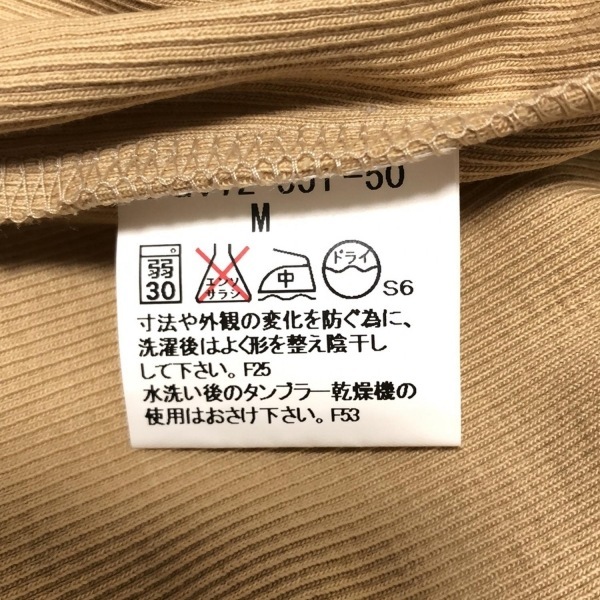 M
弱
30
エンソ
サラシ
中
ドライ
S6
寸法や外観の変化を防ぐ為に、
洗濯後はよく形を整え陰干し
して下さい。F25
水洗い後のタンブラー乾燥機の
使用はおさけ下さい。F53